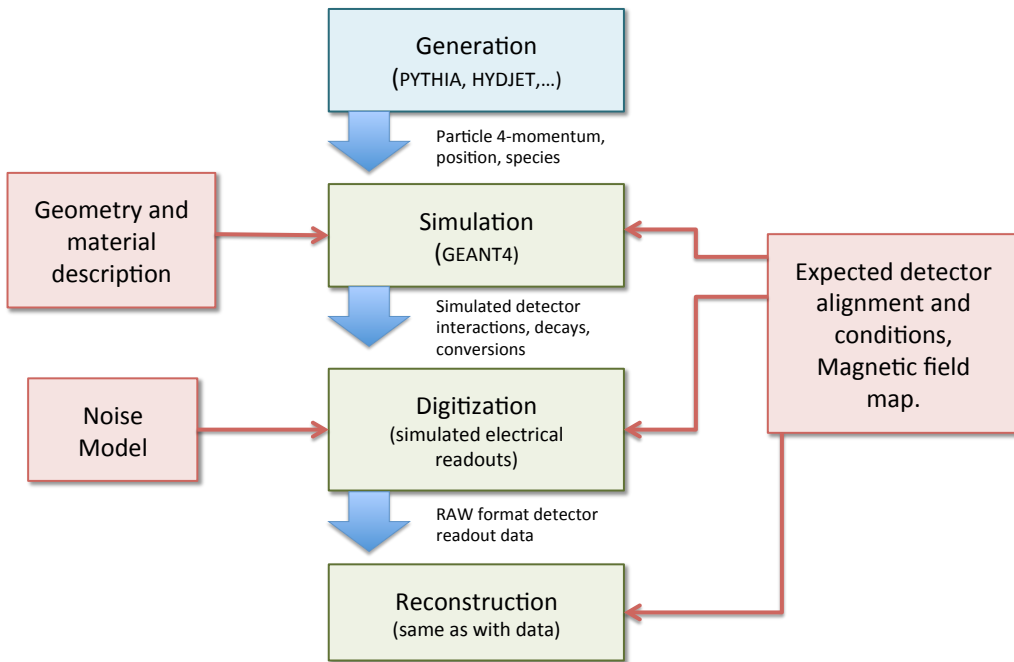 Generation
(PYTHIA, HYDJET,...)
Particle 4-momentum,
position, species
Geometry and
material
description
Simulation
(GEANT4)
Expected detector
alignment and
conditions,
Magnetic field
map.
Simulated detector
interactions, decays,
conversions
Noise
Model
Digitization
(simulated electrical
readouts)
RAW format detector
readout data
Reconstruction
(same as with data)